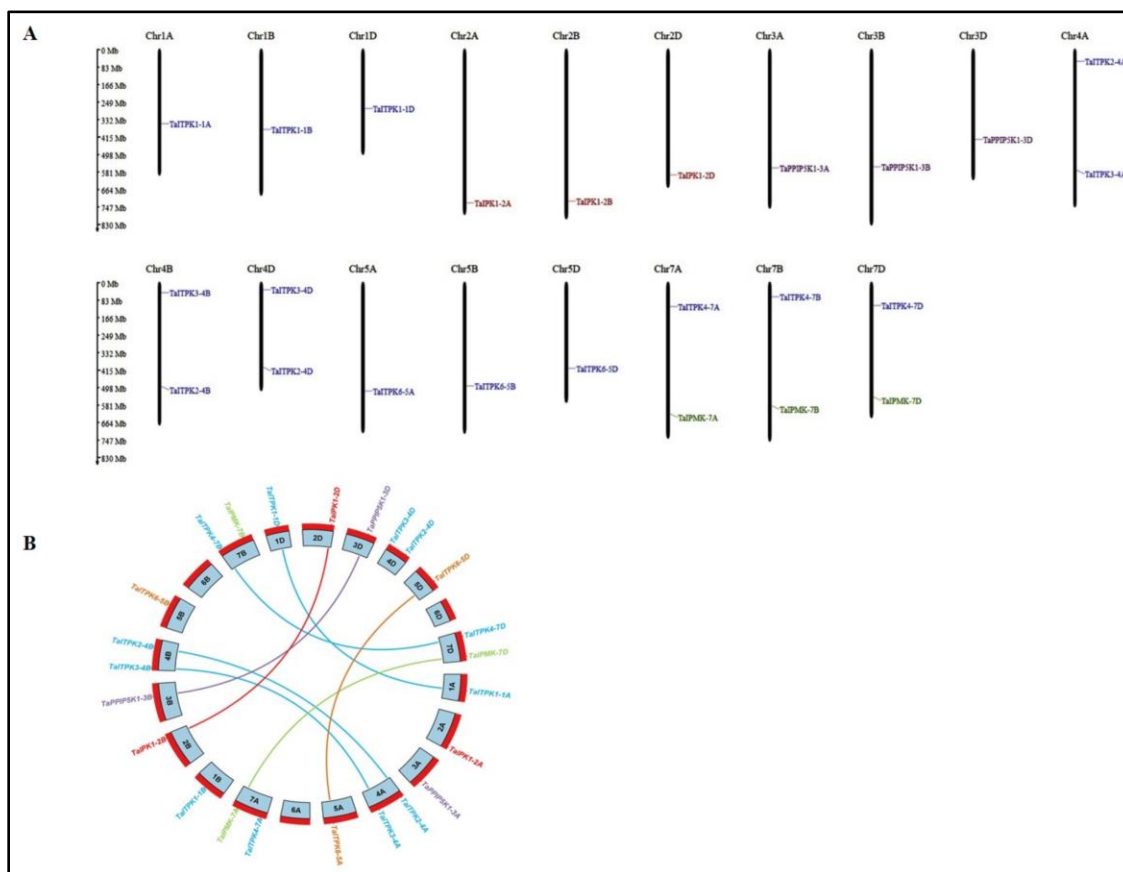 A
Chr1A Chr1B Chr1D Chr2A Chr2B Chr2D Chr3A Chr3B Chr3D Chr4A
0 Mb
83 Mb
166 Mb
249 Mb
332 Mb
415 Mb
498 Mb
581 Mb
664 Mb
747 Mb
830 Mb
TaITPK1-1A
TaITPK1-1B
TaITPK1-1D
TaIPK1-2A
TaIPK1-2B
TaIPK1-2D
TaPPIP5K1-3A
TaPPIP5K1-3B
TaPPIP5K1-3D
TaITPK2-4A
TaITPK3-4A
Chr4B Chr4D Chr5A Chr5B Chr5D Chr7A Chr7B Chr7D
0 Mb
83 Mb
166 Mb
249 Mb
332 Mb
415 Mb
498 Mb
581 Mb
664 Mb
747 Mb
830 Mb
TaITPK3-4B
TaITPK2-4B
TaITPK3-4D
TaITPK2-4D
TaITPK6-5A
TaITPK6-5B
TaITPK6-5D
TaITPK4-7A
TaIPMK-7A
TaITPK4-7B
TaIPMK-7B
TaITPK4-7D
TaIPMK-7D
B
TaITPK1-1D
1D
TaIPK1-2D
2D
TaPPIP5K1-3D
3D
TaITPK3-4D
TaITPK2-4D
4D
TaITPK6-5D
5D
6D
TaITPK4-7D
TaIPMK-7D
7D
TaITPK1-1A
1A
TaIPK1-2A
2A
TaPPIP5K1-3A
3A
TaITPK2-4A
TaITPK3-4A
4A
TaITPK6-5A
5A
6A
TaITPK4-7A
TaIPMK-7A
7A
TaITPK1-1B
1B
TaIPK1-2B
2B
TaPPIP5K1-3B
3B
TaITPK3-4B
TaITPK2-4B
4B
TaITPK6-5B
5B
6B
TaITPK4-7B
7B